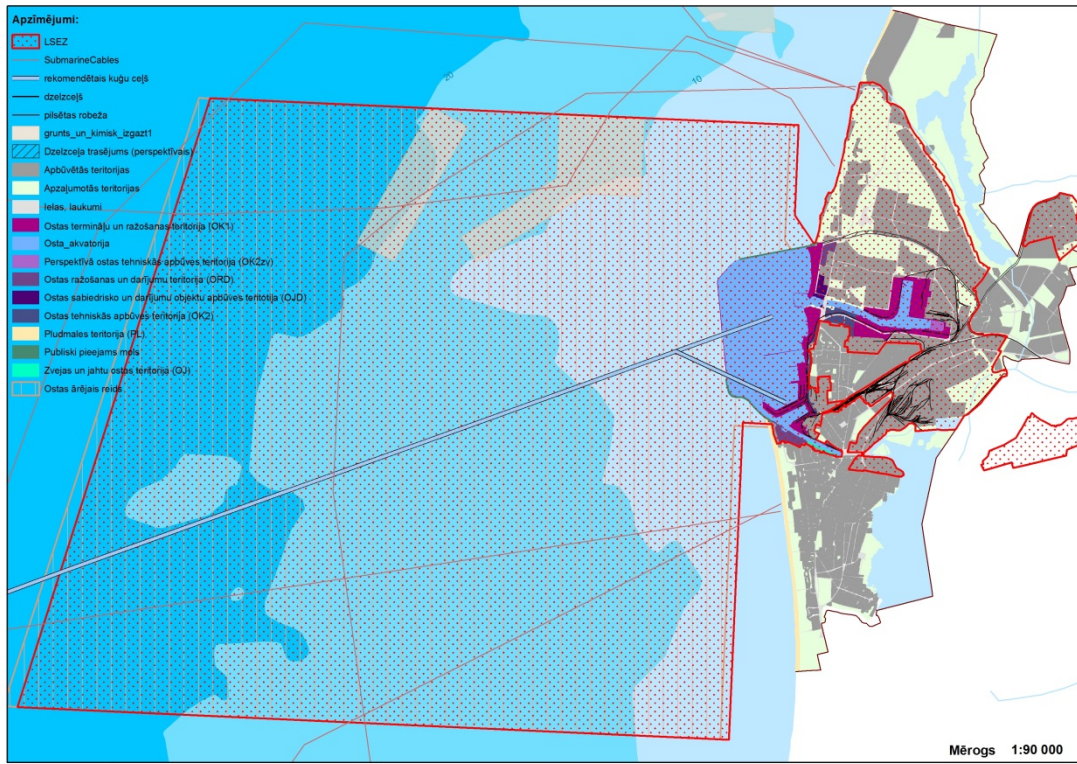 Apzīmējumi:
LSEZ
SubmarineCables
rekomendētais kuģu ceļš
dzelzceļš
pilsētas robeža
grunts_un_kimisk_izgazt1
Dzelzceļa trasējums (perspektīvais)
Apbūvētās teritorijas
Apzaļumotās teritorijas
Ielas, laukumi
Ostas termināļu un ražošanas teritorija (OK1)
Osta_akvatorija
Perspektīvā ostas tehniskās apbūves teritorija (OK2zv)
Ostas ražošanas un darījumu teritorija (ORD)
Ostas sabiedrisko un darījumu objektu apbūves teritotija (OJD)
Ostas tehniskās apbūves teritorija (OK2)
Pludmales teritorija (PL)
Publiski pieejams mols
Zvejas un jahtu ostas teritorija (OJ)
Ostas ārējais reids
20
10
Mērogs 1:90 000